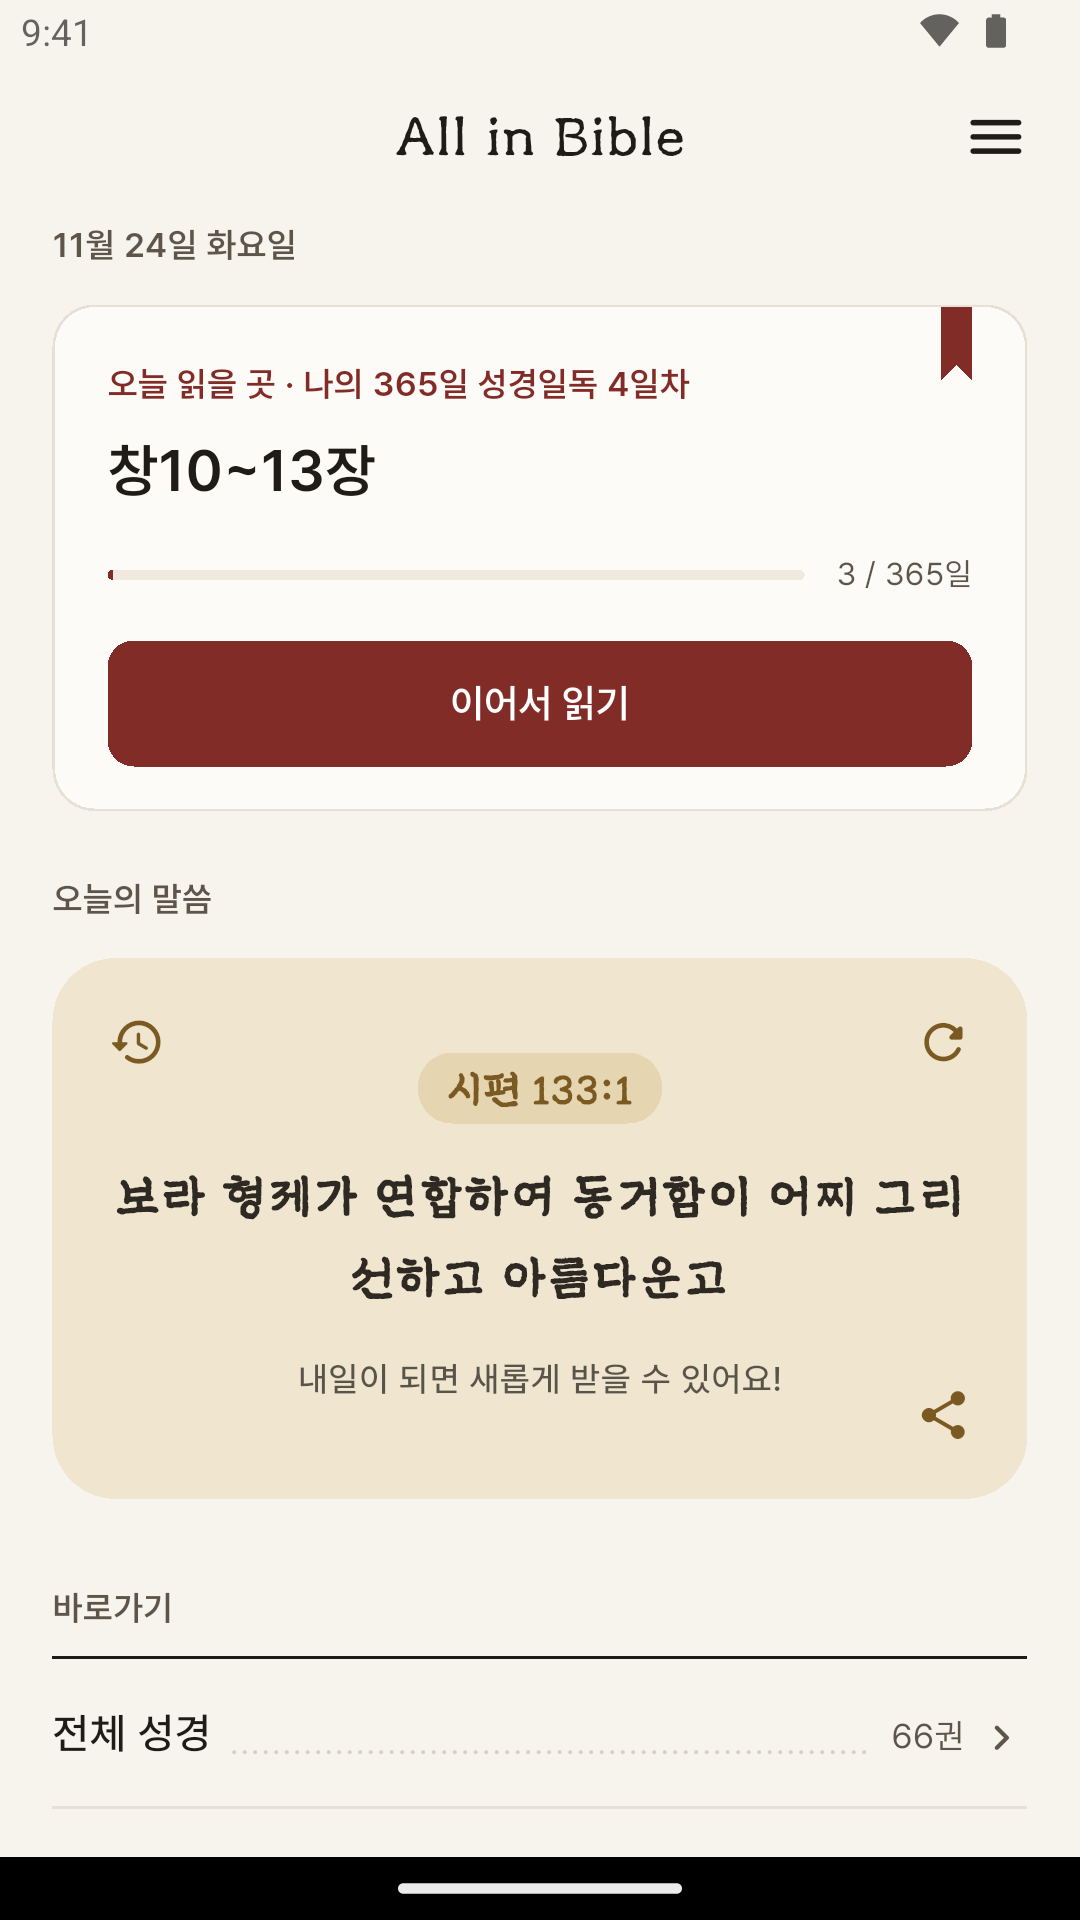 9:41
All in Bible
11월 24일 화요일
오늘 읽을 곳 · 나의 365일 성경일독 4일차
창10~13장
3 / 365일
이어서 읽기
오늘의 말씀
시편 133:1
보라 형제가 연합하여 동거함이 어찌 그리
선하고 아름다운고
내일이 되면 새롭게 받을 수 있어요!
바로가기
전체 성경 66권